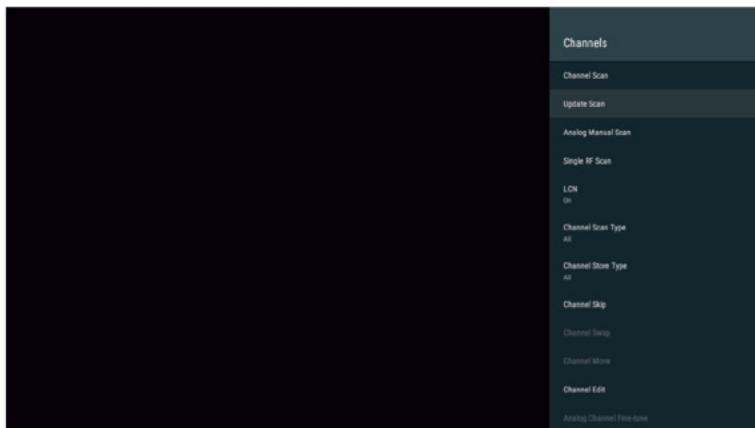 Channels
Channel Scan
Update Scan
Analog Manual Scan
Single RF Scan
LCN
On
Channel Scan Type
All
Channel Store Type
All
Channel Skip
Channel Swap
Channel Move
Channel Edit
Analog Channel Fine-tune